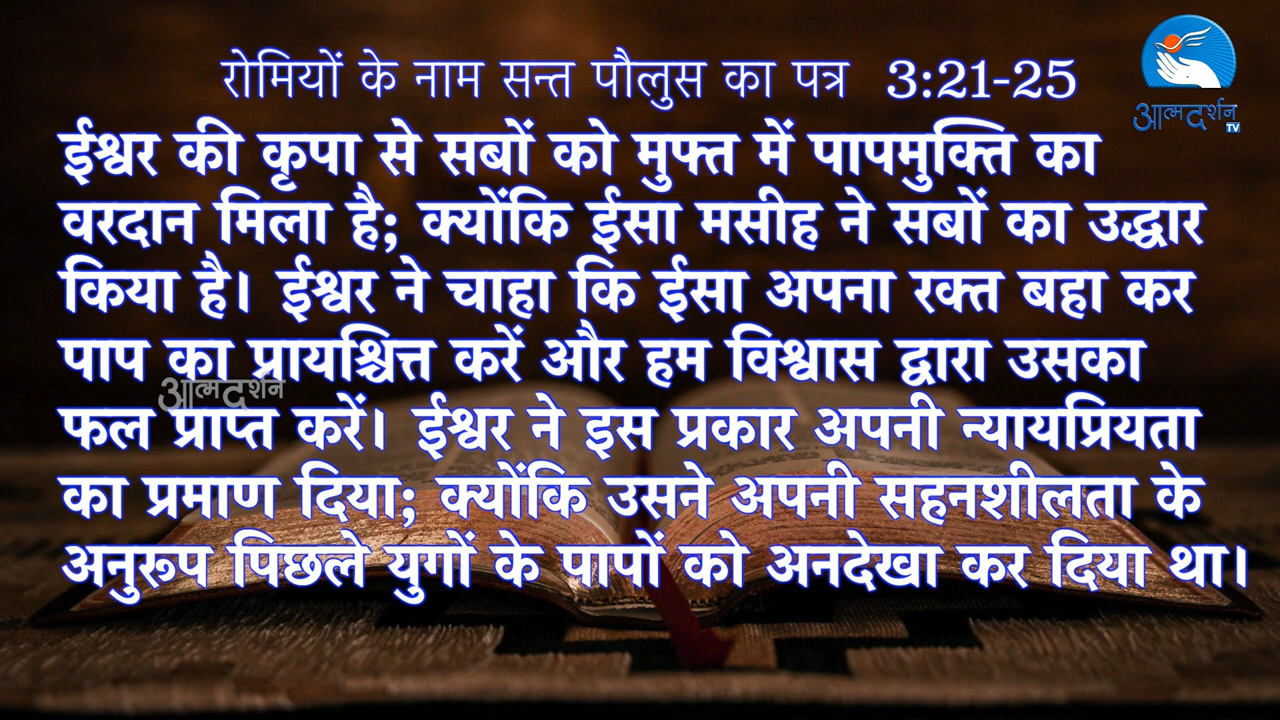 रोमियों के नाम सन्त पौलुस का पत्र 3:21-25
आत्मदर्शन
TV
ईश्वर की कृपा से सबों को मुफ्त में पापमुक्ति का
वरदान मिला है; क्योंकि ईसा मसीह ने सबों का उद्धार
किया है। ईश्वर ने चाहा कि ईसा अपना रक्त बहा कर
पाप का प्रायश्चित्त करें और हम विश्वास द्वारा उसका
आत्मदर्शन
फल प्राप्त करें। ईश्वर ने इस प्रकार अपनी न्यायप्रियता
का प्रमाण दिया; क्योंकि उसने अपनी सहनशीलता के
अनुरूप पिछले युगों के पापों को अनदेखा कर दिया था।